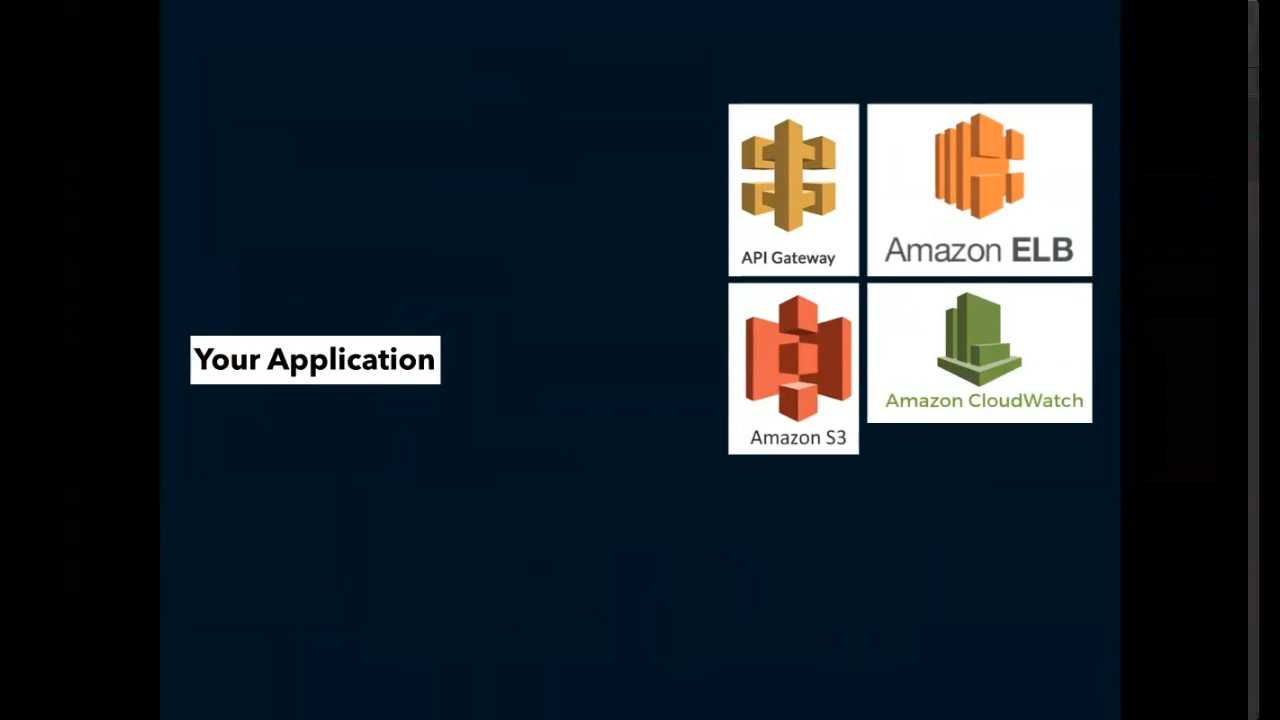 API Gateway
Amazon ELB
Your Application
Amazon S3
Amazon CloudWatch